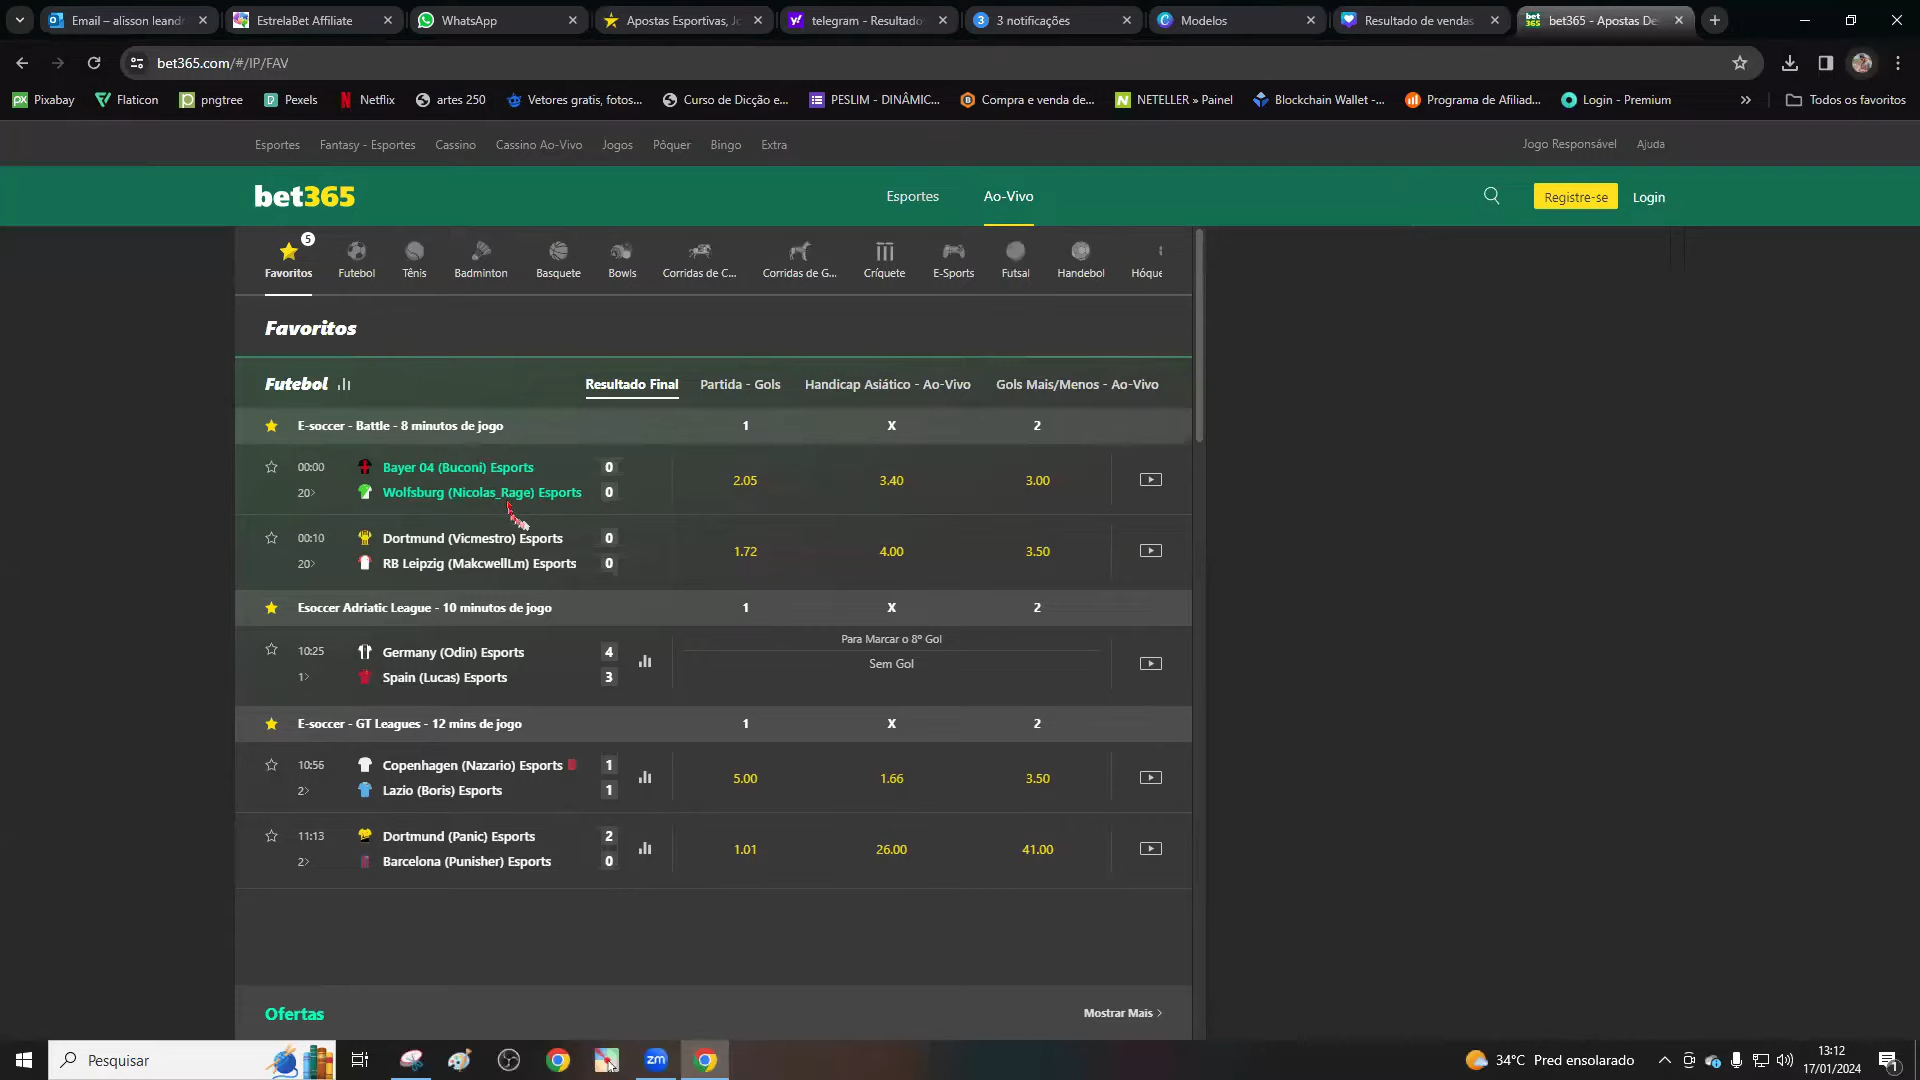 Email – alisson leand
EstrelaBet Affiliate
WhatsApp
Apostas Esportivas, Jo
telegram - Resultado
3 notificações
Modelos
Resultado de vendas
bet365 - Apostas De
bet365.com/#/IP/FAV
Pixabay
Flaticon
pngtree
Pexels
Netflix
artes 250
Vetores gratis, fotos...
Curso de Dicção e...
PESLIM - DINÂMIC...
Compra e venda de...
NETELLER » Painel
Blockchain Wallet -...
Programa de Afiliad...
Login - Premium
Todos os favoritos
Esportes Fantasy - Esportes Cassino Cassino Ao-Vivo Jogos Póquer Bingo Extra
Jogo Responsável Ajuda
bet365
Esportes Ao-Vivo
Registre-se Login
5
Favoritos Futebol Tênis Badminton Basquete Bowls Corridas de C... Corridas de G... Críquete E-Sports Futsal Handebol Hóque
Favoritos
Futebol Resultado Final Partida - Gols Handicap Asiático - Ao-Vivo Gols Mais/Menos - Ao-Vivo
E-soccer - Battle - 8 minutos de jogo 1 X 2
00:00 Bayer 04 (Buconi) Esports 0
20> Wolfsburg (Nicolas_Rage) Esports 0
2.05 3.40 3.00
00:10 Dortmund (Vicmestro) Esports 0
20> RB Leipzig (MakcwellLm) Esports 0
1.72 4.00 3.50
Esoccer Adriatic League - 10 minutos de jogo 1 X 2
10:25 Germany (Odin) Esports 4
1> Spain (Lucas) Esports 3
Para Marcar o 8º Gol
Sem Gol
E-soccer - GT Leagues - 12 mins de jogo 1 X 2
10:56 Copenhagen (Nazario) Esports 1
2> Lazio (Boris) Esports 1
5.00 1.66 3.50
11:13 Dortmund (Panic) Esports 2
2> Barcelona (Punisher) Esports 0
1.01 26.00 41.00
Ofertas Mostrar Mais >
Pesquisar
zm
34°C Pred ensolarado
13:12
17/01/2024
1